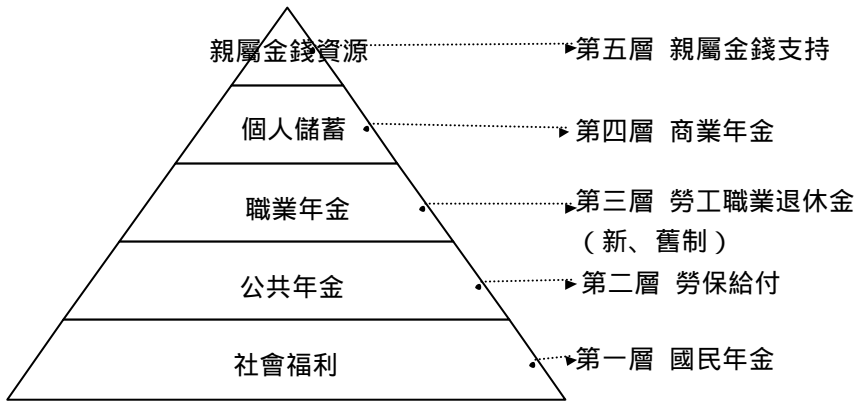 親屬金錢資源
第五層 親屬金錢支持
個人儲蓄
第四層 商業年金
職業年金
第三層 勞工職業退休金
（新、舊制）
公共年金
第二層 勞保給付
社會福利
第一層 國民年金